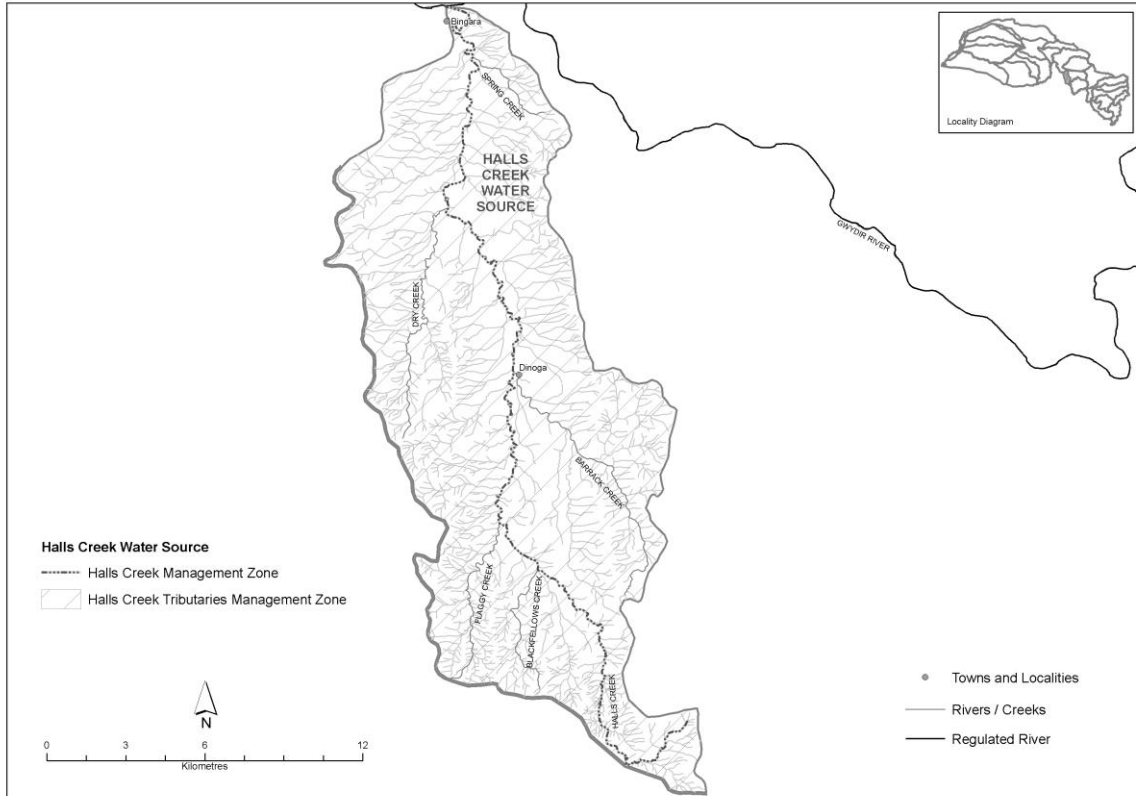 Bingara
Locality Diagram
SPRING CREEK
HALLS
CREEK
WATER
SOURCE
GWYDIR RIVER
DRY CREEK
Dinoga
BARRACK CREEK
Halls Creek Water Source
Halls Creek Management Zone
Halls Creek Tributaries Management Zone
FLAGGY CREEK
BLACKFELLOWS CREEK
HALLS CREEK
N
0 3 6 12
Kilometres
Towns and Localities
Rivers / Creeks
Regulated River